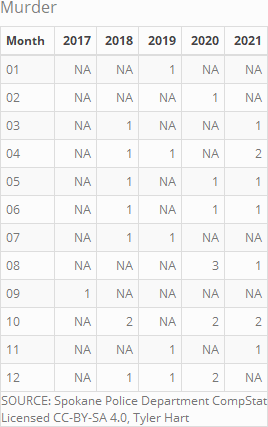 Murder
Month 2017 2018 2019 2020 2021
01 NA NA 1 NA NA
02 NA NA NA 1 NA
03 NA 1 NA NA 1
04 NA 1 1 NA 2
05 NA 1 NA 1 1
06 NA 1 NA 1 1
07 NA 1 1 NA NA
08 NA NA NA 3 1
09 1 NA NA NA NA
10 NA 2 NA 2 2
11 NA NA 1 NA 1
12 NA 1 1 2 NA
SOURCE: Spokane Police Department CompStat
Licensed CC-BY-SA 4.0, Tyler Hart